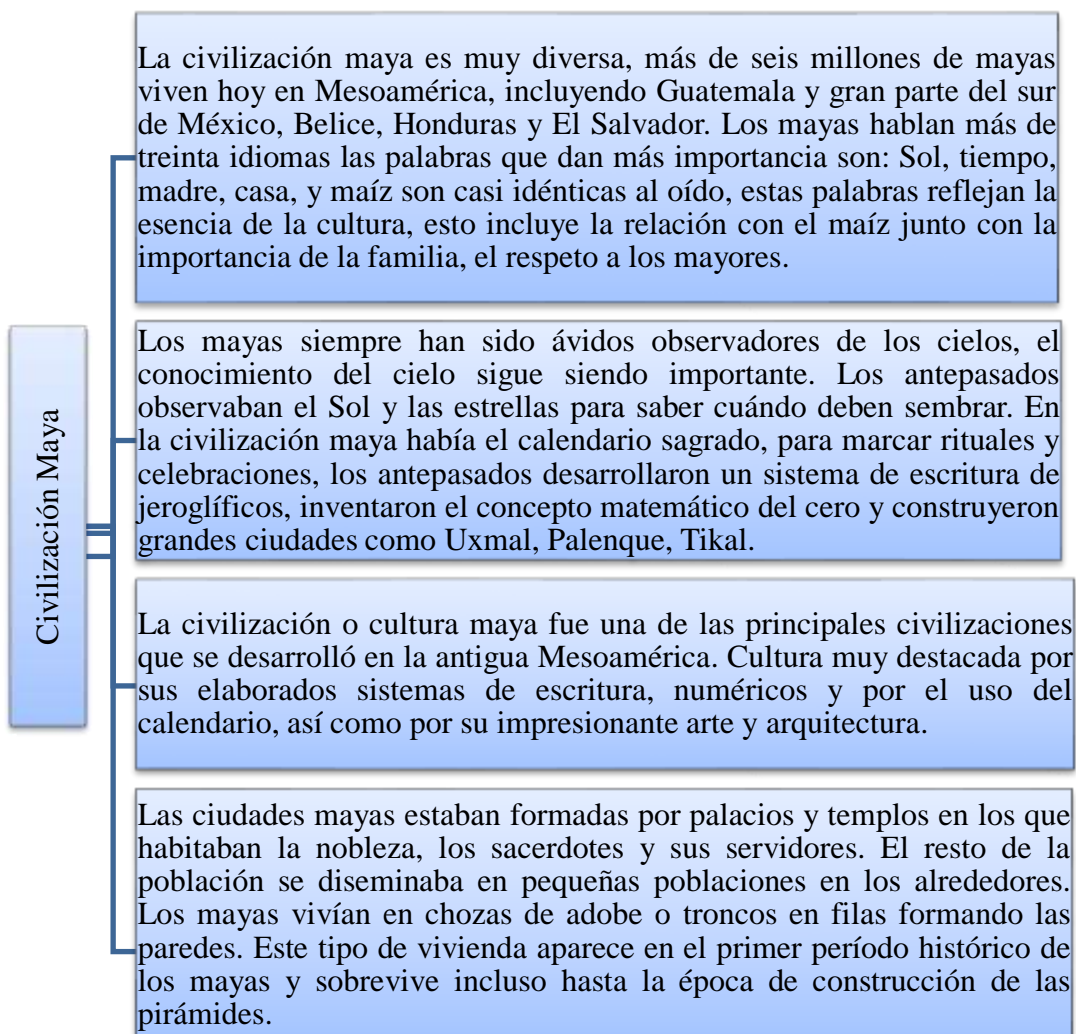 Civilización Maya
La civilización maya es muy diversa, más de seis millones de mayas
viven hoy en Mesoamérica, incluyendo Guatemala y gran parte del sur
de México, Belice, Honduras y El Salvador. Los mayas hablan más de
treinta idiomas las palabras que dan más importancia son: Sol, tiempo,
madre, casa, y maíz son casi idénticas al oído, estas palabras reflejan la
esencia de la cultura, esto incluye la relación con el maíz junto con la
importancia de la familia, el respeto a los mayores.
Los mayas siempre han sido ávidos observadores de los cielos, el
conocimiento del cielo sigue siendo importante. Los antepasados
observaban el Sol y las estrellas para saber cuándo deben sembrar. En
la civilización maya había el calendario sagrado, para marcar rituales y
celebraciones, los antepasados desarrollaron un sistema de escritura de
jeroglíficos, inventaron el concepto matemático del cero y construyeron
grandes ciudades como Uxmal, Palenque, Tikal.
La civilización o cultura maya fue una de las principales civilizaciones
que se desarrolló en la antigua Mesoamérica. Cultura muy destacada por
sus elaborados sistemas de escritura, numéricos y por el uso del
calendario, así como por su impresionante arte y arquitectura.
Las ciudades mayas estaban formadas por palacios y templos en los que
habitaban la nobleza, los sacerdotes y sus servidores. El resto de la
población se diseminaba en pequeñas poblaciones en los alrededores.
Los mayas vivían en chozas de adobe o troncos en filas formando las
paredes. Este tipo de vivienda aparece en el primer período histórico de
los mayas y sobrevive incluso hasta la época de construcción de las
pirámides.